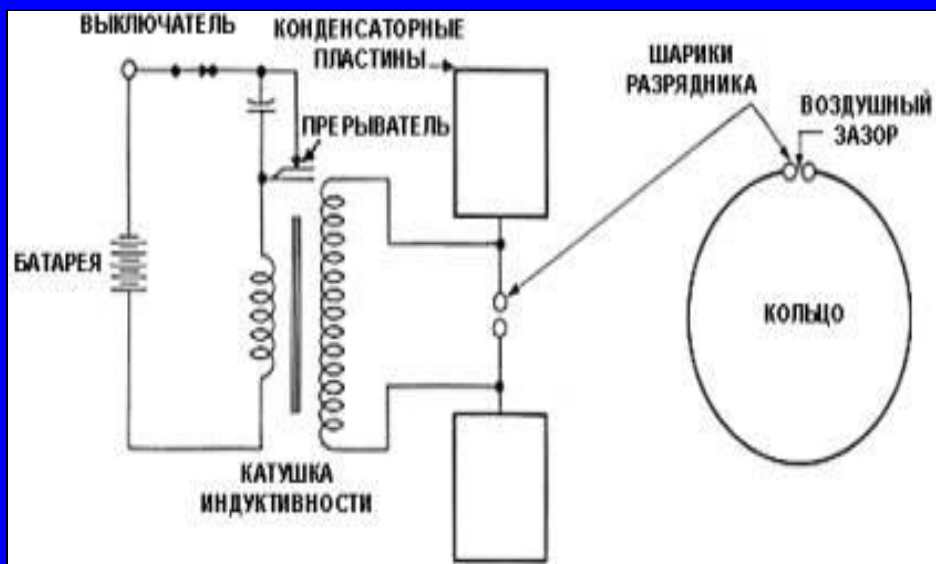 ВЫКЛЮЧАТЕЛЬ
КОНДЕНСАТОРНЫЕ
ПЛАСТИНЫ
ШАРИКИ
РАЗРЯДНИКА
ВОЗДУШНЫЙ
ЗАЗОР
ПРЕРЫВАТЕЛЬ
БАТАРЕЯ
КОЛЬЦО
КАТУШКА
ИНДУКТИВНОСТИ